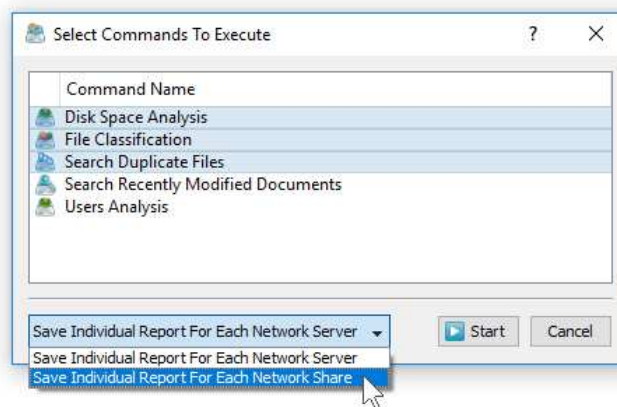 Select Commands To Execute
?
Command Name
Disk Space Analysis
File Classification
Search Duplicate Files
Search Recently Modified Documents
Users Analysis
Save Individual Report For Each Network Server
Start
Cancel
Save Individual Report For Each Network Server
Save Individual Report For Each Network Share